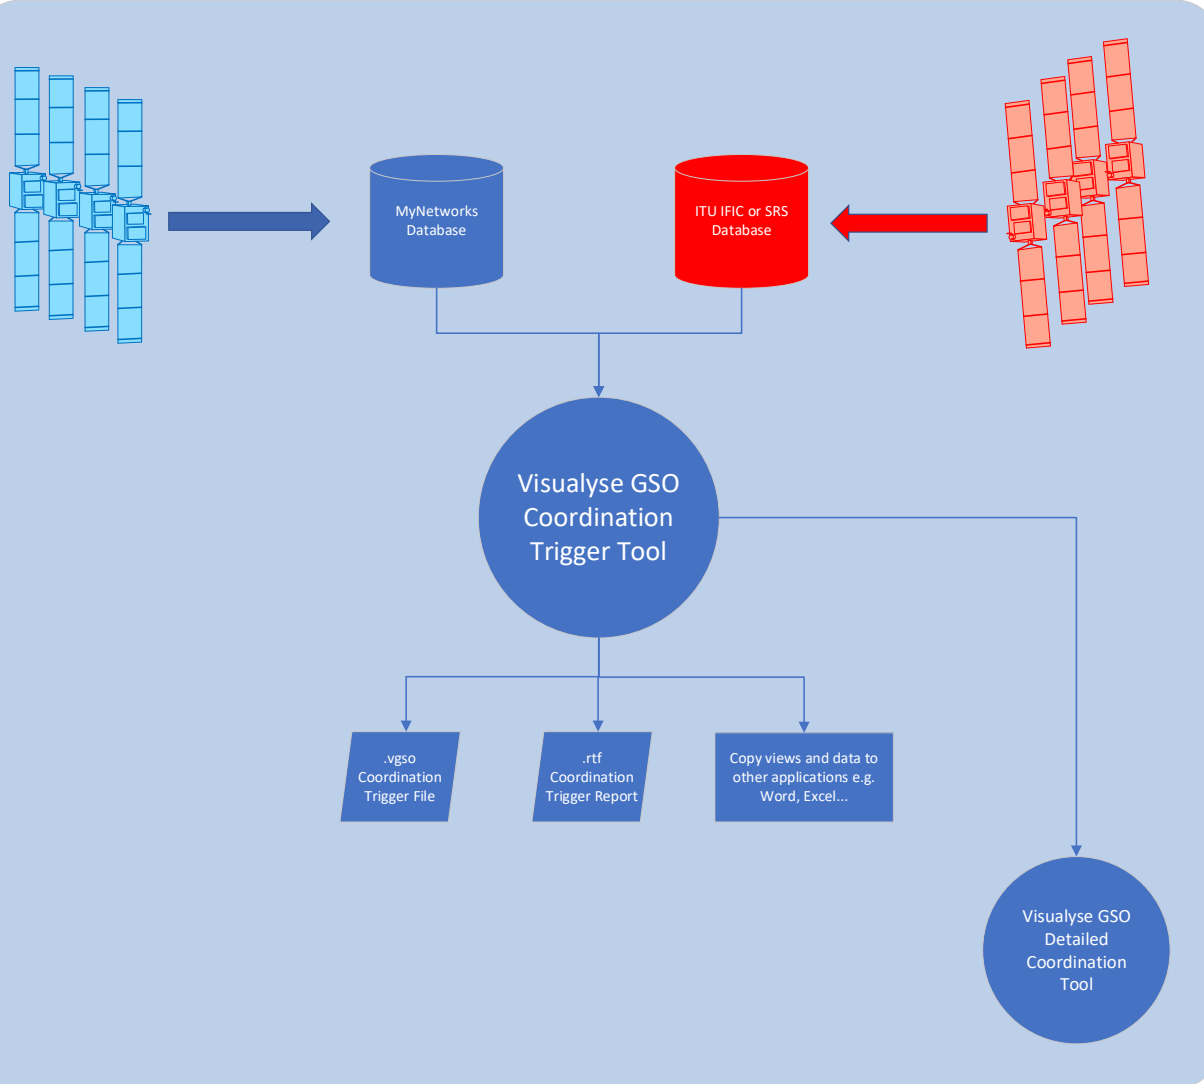 MyNetworks
Database
ITU IFIC or SRS
Database
Visualyse GSO
Coordination
Trigger Tool
.vgso
Coordination
Trigger File
.rtf
Coordination
Trigger Report
Copy views and data to
other applications e.g.
Word, Excel...
Visualyse GSO
Detailed
Coordination
Tool